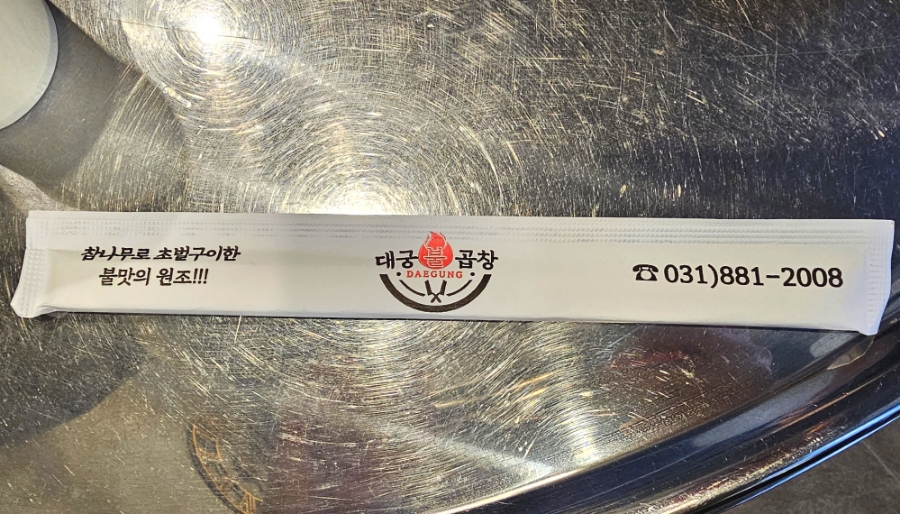 참나무로 초벌구이한
불맛의 원조!!!
대궁불곱창
DAEGUNG
☎ 031)881-2008